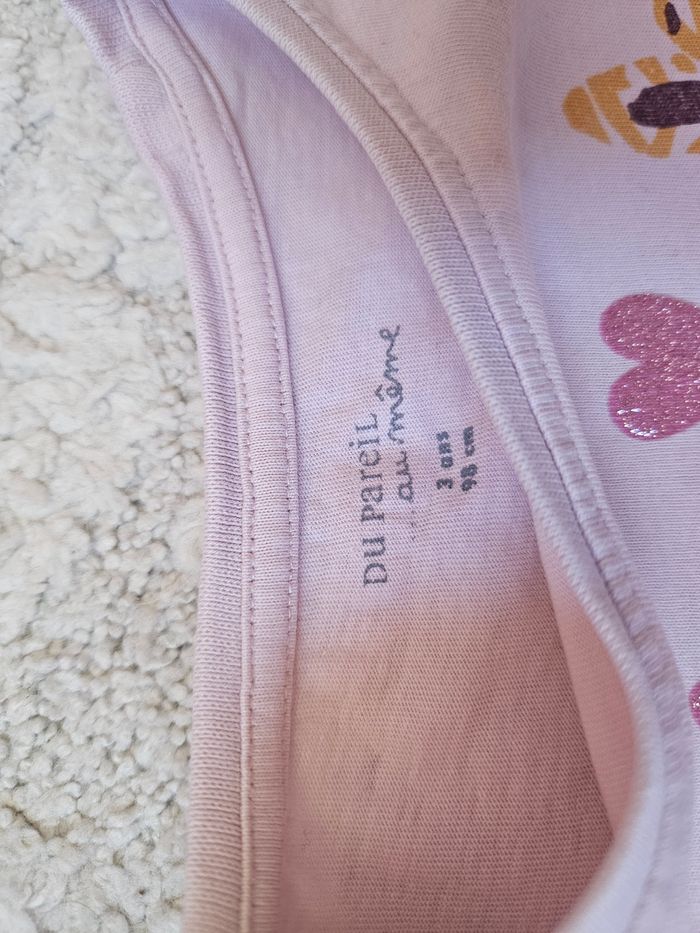 DU PareiL
...au même
3 ans
98 cm